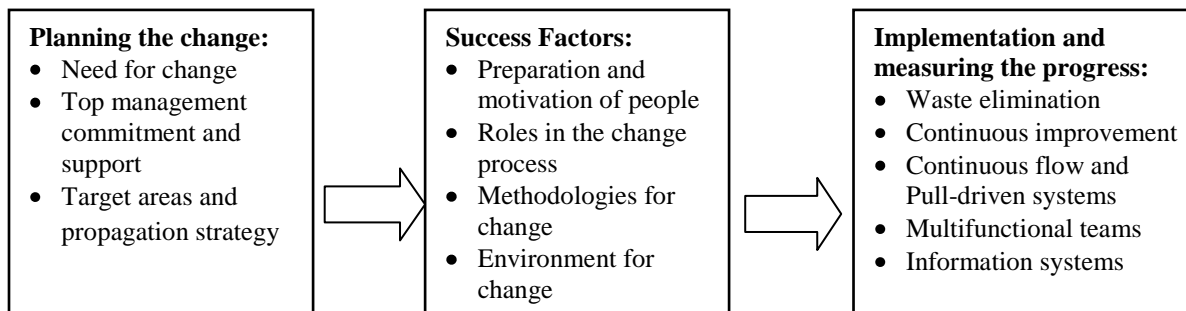 Planning the change:
• Need for change
• Top management
commitment and
support
• Target areas and
propagation strategy
Success Factors:
• Preparation and
motivation of people
• Roles in the change
process
• Methodologies for
change
• Environment for
change
Implementation and
measuring the progress:
• Waste elimination
• Continuous improvement
• Continuous flow and
Pull-driven systems
• Multifunctional teams
• Information systems